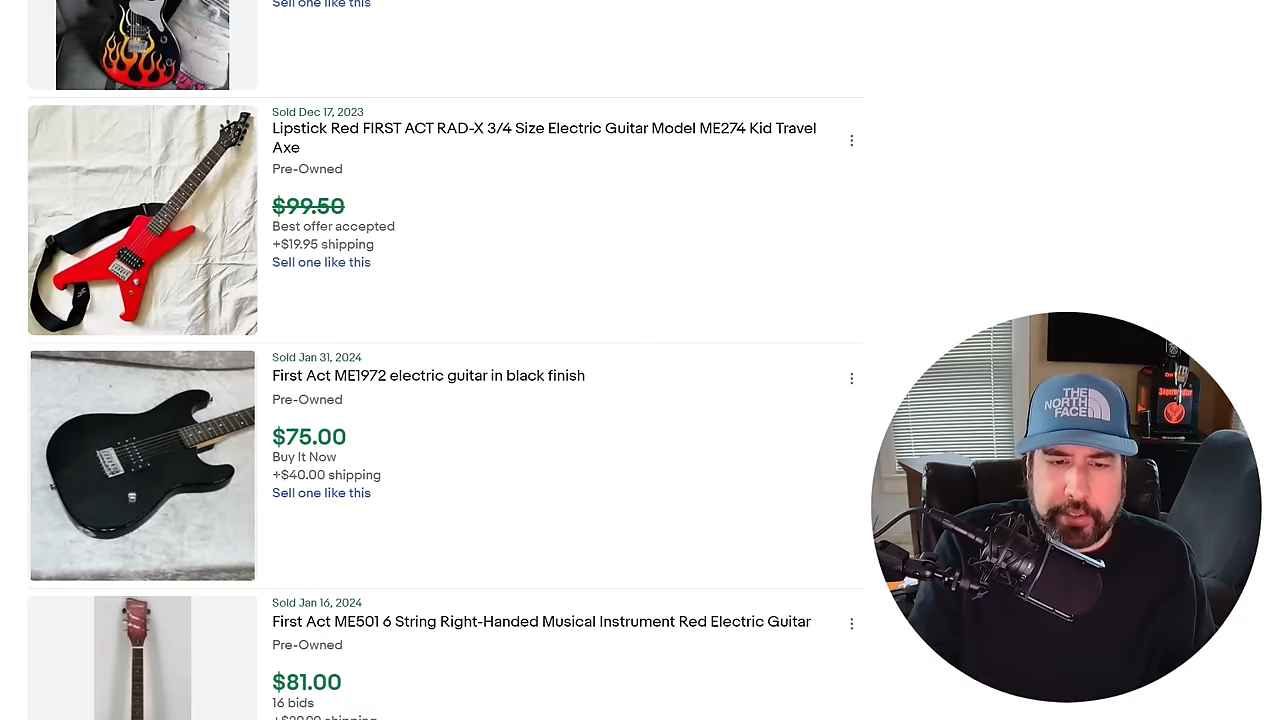 Sell one like this
Sold Dec 17, 2023
Lipstick Red FIRST ACT RAD-X 3/4 Size Electric Guitar Model ME274 Kid Travel
Axe
Pre-Owned
$99.50
Best offer accepted
+$19.95 shipping
Sell one like this
Sold Jan 31, 2024
First Act ME1972 electric guitar in black finish
Pre-Owned
$75.00
Buy It Now
+$40.00 shipping
Sell one like this
THE
NORTH
FACE
Sold Jan 16, 2024
First Act ME501 6 String Right-Handed Musical Instrument Red Electric Guitar
Pre-Owned
$81.00
16 bids